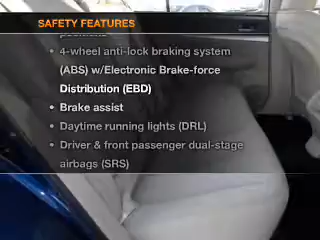 SAFETY FEATURES
• 4-wheel anti-lock braking system
(ABS) w/Electronic Brake-force
Distribution (EBD)
• Brake assist
• Daytime running lights (DRL)
• Driver & front passenger dual-stage
airbags (SRS)